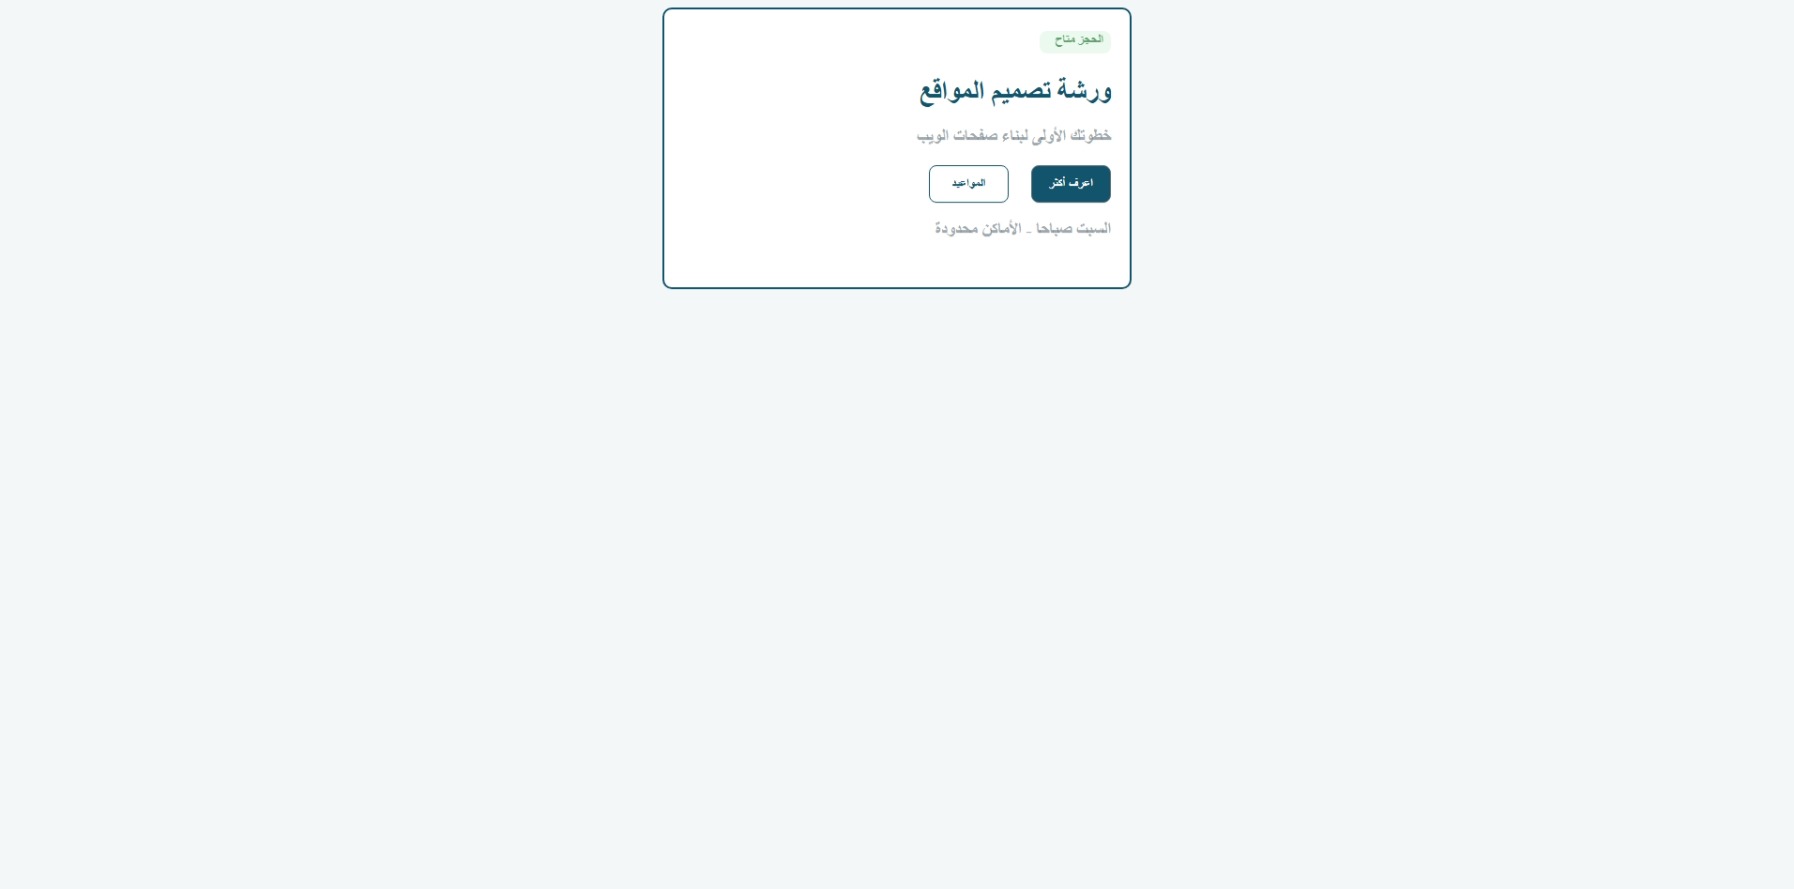 الحجز متاح
ورشة تصميم المواقع
خطوتك الأولى لبناء صفحات الويب
اعرف أكثر
المواعيد
السبت صباحا - الأماكن محدودة